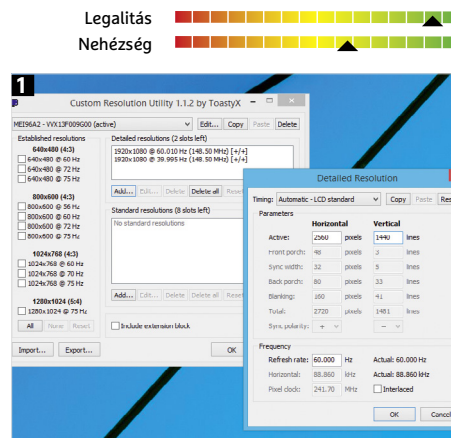 Legalitás
Nehézség
1
Custom Resolution Utility 1.1.2 by ToastyX
MEI96A2 - VVX13F009G00 (active)
Edit... Copy Paste Delete
Established resolutions
640x480 (4:3)
640x480 @ 60 Hz
640x480 @ 72 Hz
640x480 @ 75 Hz
800x600 (4:3)
800x600 @ 56 Hz
800x600 @ 60 Hz
800x600 @ 72 Hz
800x600 @ 75 Hz
1024x768 (4:3)
1024x768 @ 60 Hz
1024x768 @ 70 Hz
1024x768 @ 75 Hz
1280x1024 (5:4)
1280x1024 @ 75 Hz
All None Reset
Detailed resolutions (2 slots left)
1920x1080 @ 60.010 Hz (148.50 MHz) [+/+]
1920x1080 @ 39.995 Hz (148.50 MHz) [+/+]
Add... Edit... Delete Delete all Reset
Standard resolutions (8 slots left)
No standard resolutions
Add... Edit... Delete Delete all Reset
Include extension block
Import... Export... OK
Detailed Resolution
Timing: Automatic - LCD standard Copy Paste Res
Parameters
Horizontal Vertical
Active: 2560 pixels 1440 lines
Front porch: 48 pixels 3 lines
Sync width: 32 pixels 5 lines
Back porch: 80 pixels 33 lines
Blanking: 160 pixels 41 lines
Total: 2720 pixels 1481 lines
Sync polarity: + −
Frequency
Refresh rate: 60.000 Hz Actual: 60.000 Hz
Horizontal: 88.860 kHz Actual: 88.860 kHz
Pixel clock: 241.70 MHz Interlaced
OK Cancel